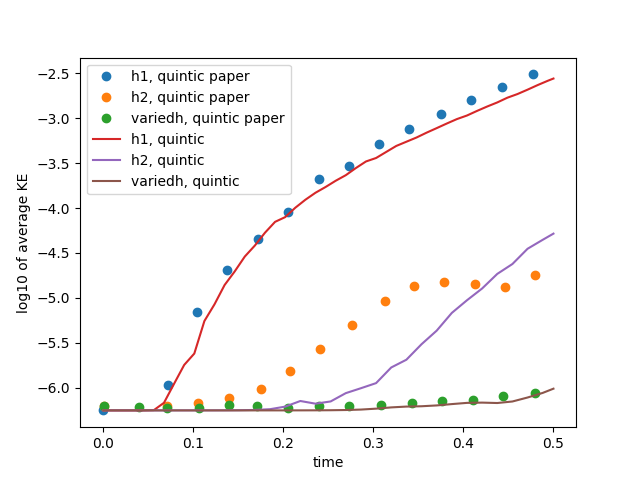 h1, quintic paper
h2, quintic paper
variedh, quintic paper
h1, quintic
h2, quintic
variedh, quintic
−2.5
−3.0
−3.5
−4.0
−4.5
−5.0
−5.5
−6.0
log10 of average KE
0.0 0.1 0.2 0.3 0.4 0.5
time